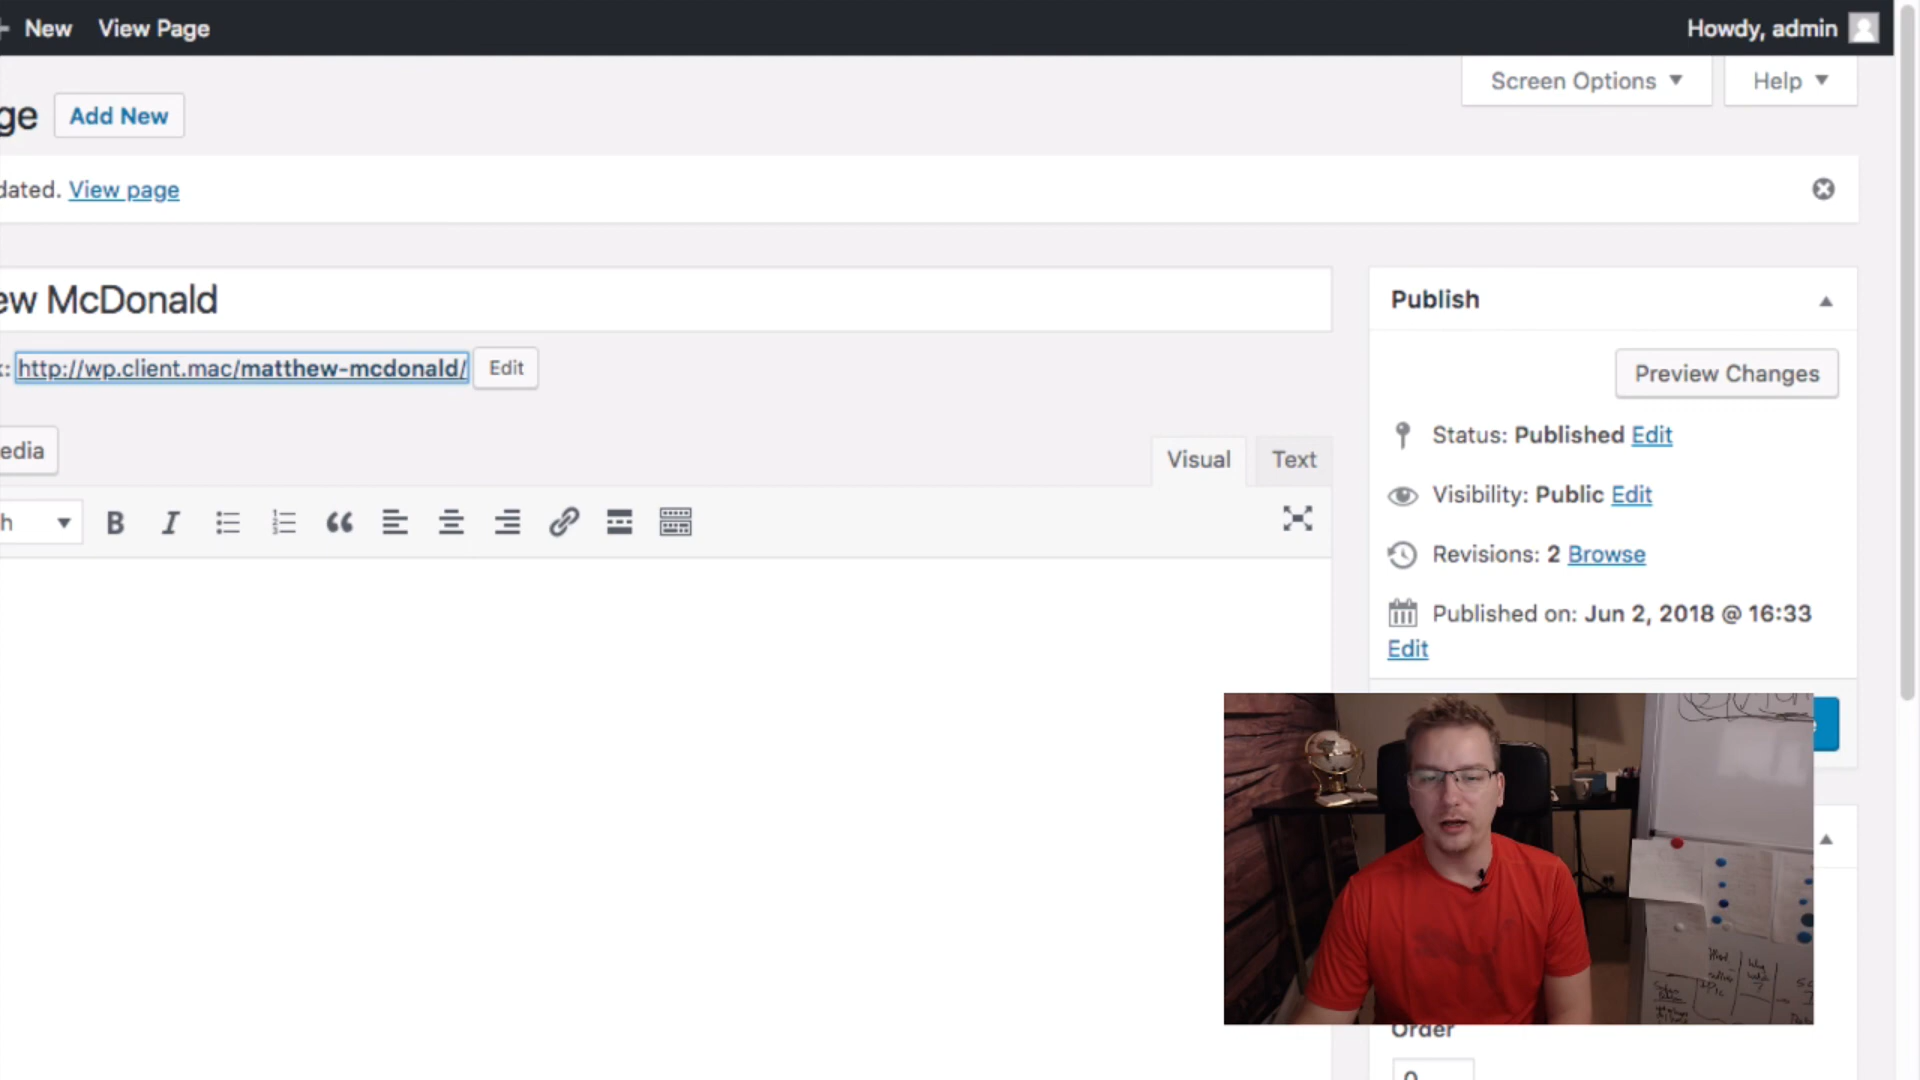 New View Page Howdy, admin
Screen Options Help
ge Add New
dated. View page
ew McDonald
Publish
http://wp.client.mac/matthew-mcdonald/ Edit
Preview Changes
Status: Published Edit
edia
Visual Text
Visibility: Public Edit
h
Revisions: 2 Browse
Published on: Jun 2, 2018 @ 16:33
Edit
Order
0